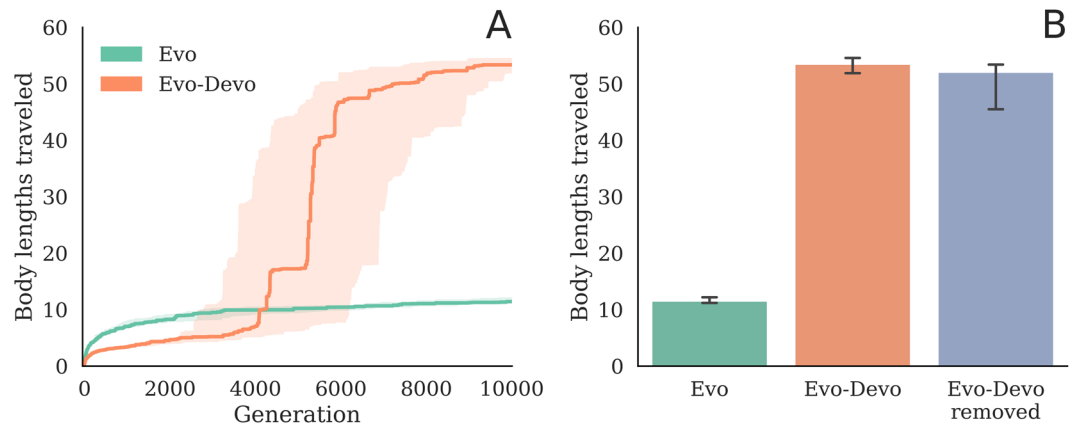 A
Evo
Evo-Devo
Body lengths traveled
60
50
40
30
20
10
0
0 2000 4000 6000 8000 10000
Generation
B
Body lengths traveled
60
50
40
30
20
10
0
Evo Evo-Devo Evo-Devo
removed